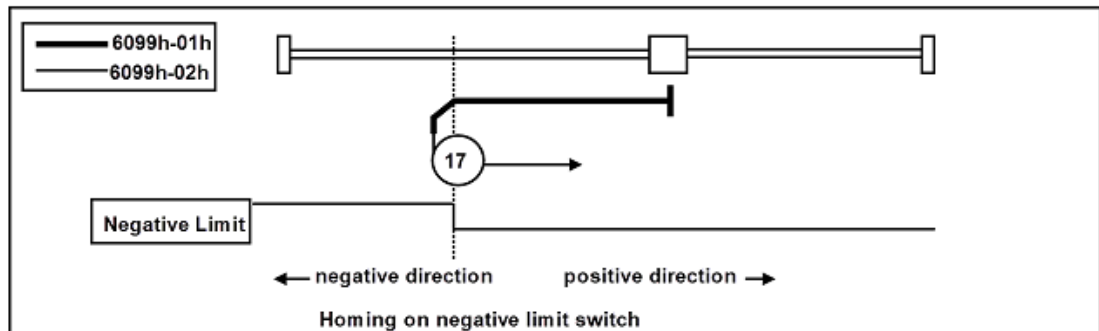 6099h-01h
6099h-02h
17
Negative Limit
negative direction
positive direction
Homing on negative limit switch